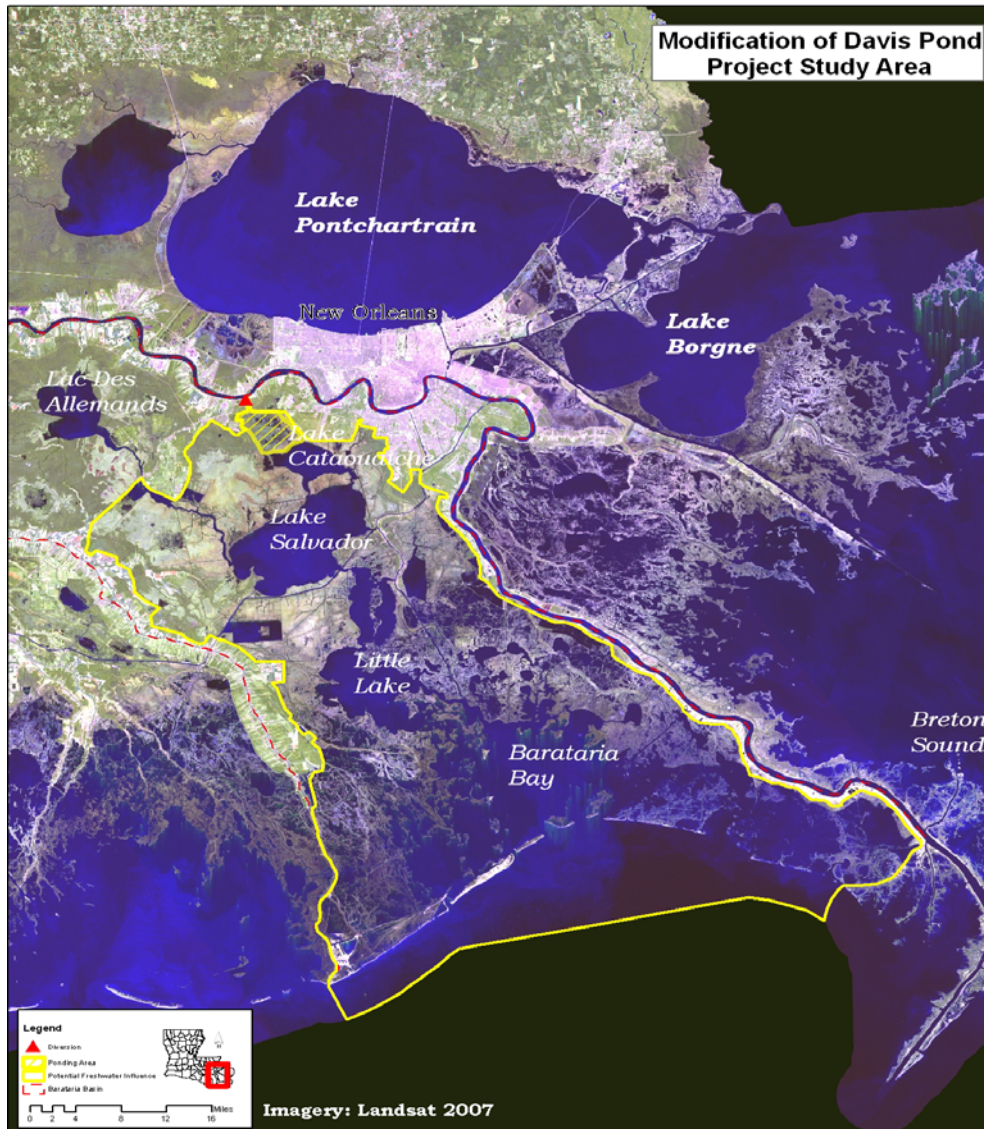 Modification of Davis Pond
Project Study Area
Lake
Pontchartrain
New Orleans
Lake
Borgne
Lac Des
Allemands
Lake
Cataouatche
Lake
Salvador
Little
Lake
Barataria
Bay
Breton
Sound
Legend
Diversion
Ponding Area
Potential Freshwater Influence
Barataria Basin
N
Miles
0 2 4 8 12 16
Imagery: Landsat 2007